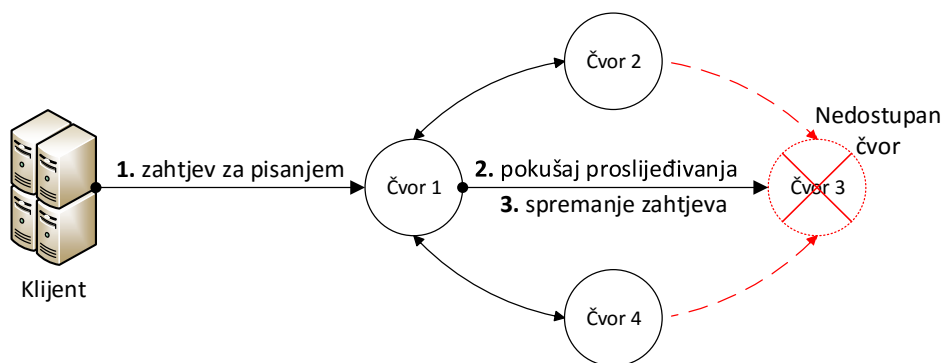 Čvor 2
Nedostupan
čvor
1. zahtjev za pisanjem
Čvor 1
2. pokušaj proslijeđivanja
3. spremanje zahtjeva
Čvor 3
Klijent
Čvor 4